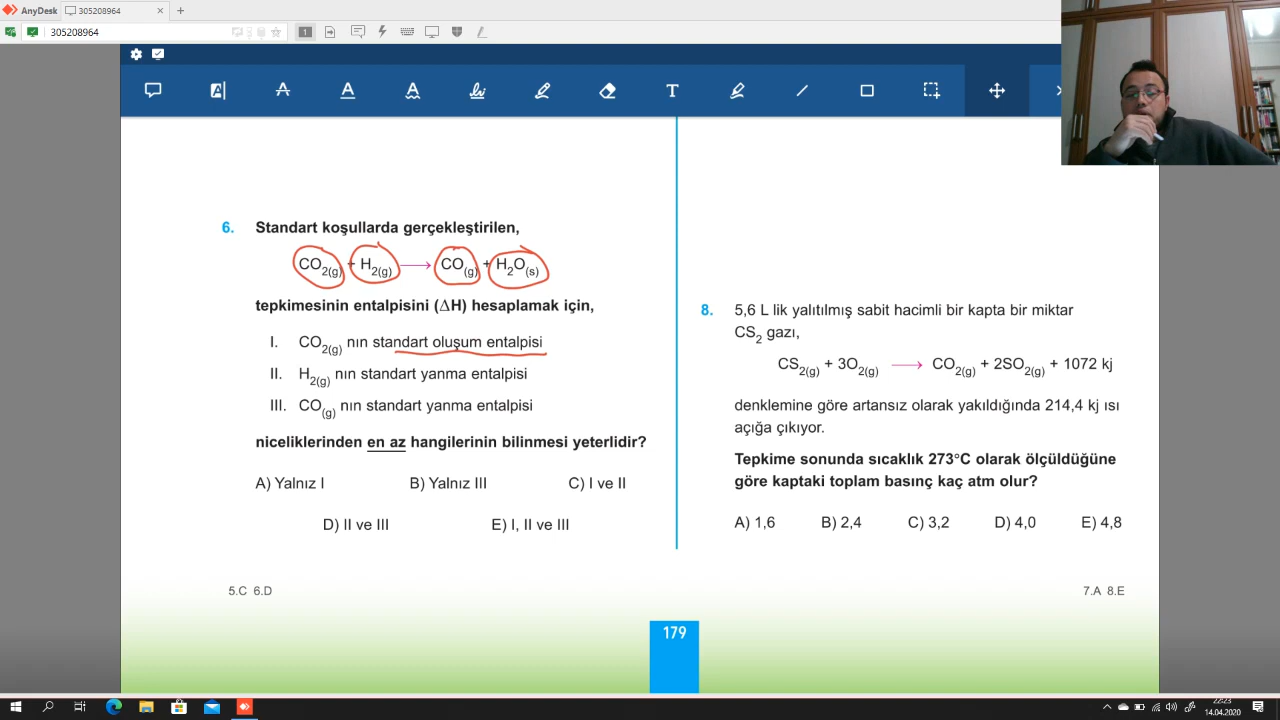 AnyDesk
305208964
305208964
1
6. Standart koşullarda gerçekleştirilen,
CO2(g) + H2(g) → CO(g) + H2O(s)
tepkimesinin entalpisini (ΔH) hesaplamak için,
I. CO2(g) nın standart oluşum entalpisi
II. H2(g) nın standart yanma entalpisi
III. CO(g) nın standart yanma entalpisi
niceliklerinden en az hangilerinin bilinmesi yeterlidir?
A) Yalnız I B) Yalnız III C) I ve II
D) II ve III E) I, II ve III
5.C 6.D
8. 5,6 L lik yalıtılmış sabit hacimli bir kapta bir miktar
CS2 gazı,
CS2(g) + 3O2(g) → CO2(g) + 2SO2(g) + 1072 kj
denklemine göre artansız olarak yakıldığında 214,4 kj ısı
açığa çıkıyor.
Tepkime sonunda sıcaklık 273°C olarak ölçüldüğüne
göre kaptaki toplam basınç kaç atm olur?
A) 1,6 B) 2,4 C) 3,2 D) 4,0 E) 4,8
7.A 8.E
179
22:23
14.04.2020